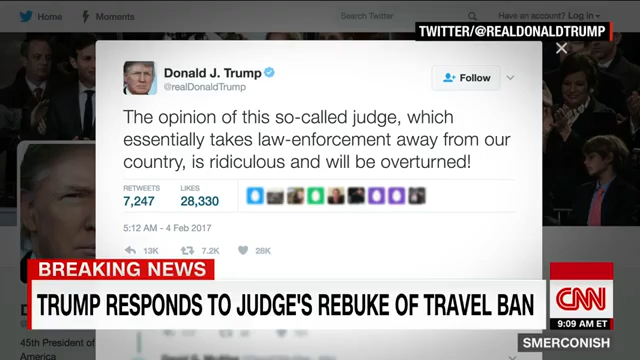 TWITTER/@REALDONALDTRUMP
Home
Moments
Search Twitter
Have an account? Log in
Donald J. Trump
@realDonaldTrump
Follow
The opinion of this so-called judge, which
essentially takes law-enforcement away from our
country, is ridiculous and will be overturned!
RETWEETS LIKES
7,247 28,330
5:12 AM - 4 Feb 2017
13K 7.2K 28K
BREAKING NEWS
TRUMP RESPONDS TO JUDGE'S REBUKE OF TRAVEL BAN
CNN
9:09 AM ET
45th President of
America
SMERCONISH